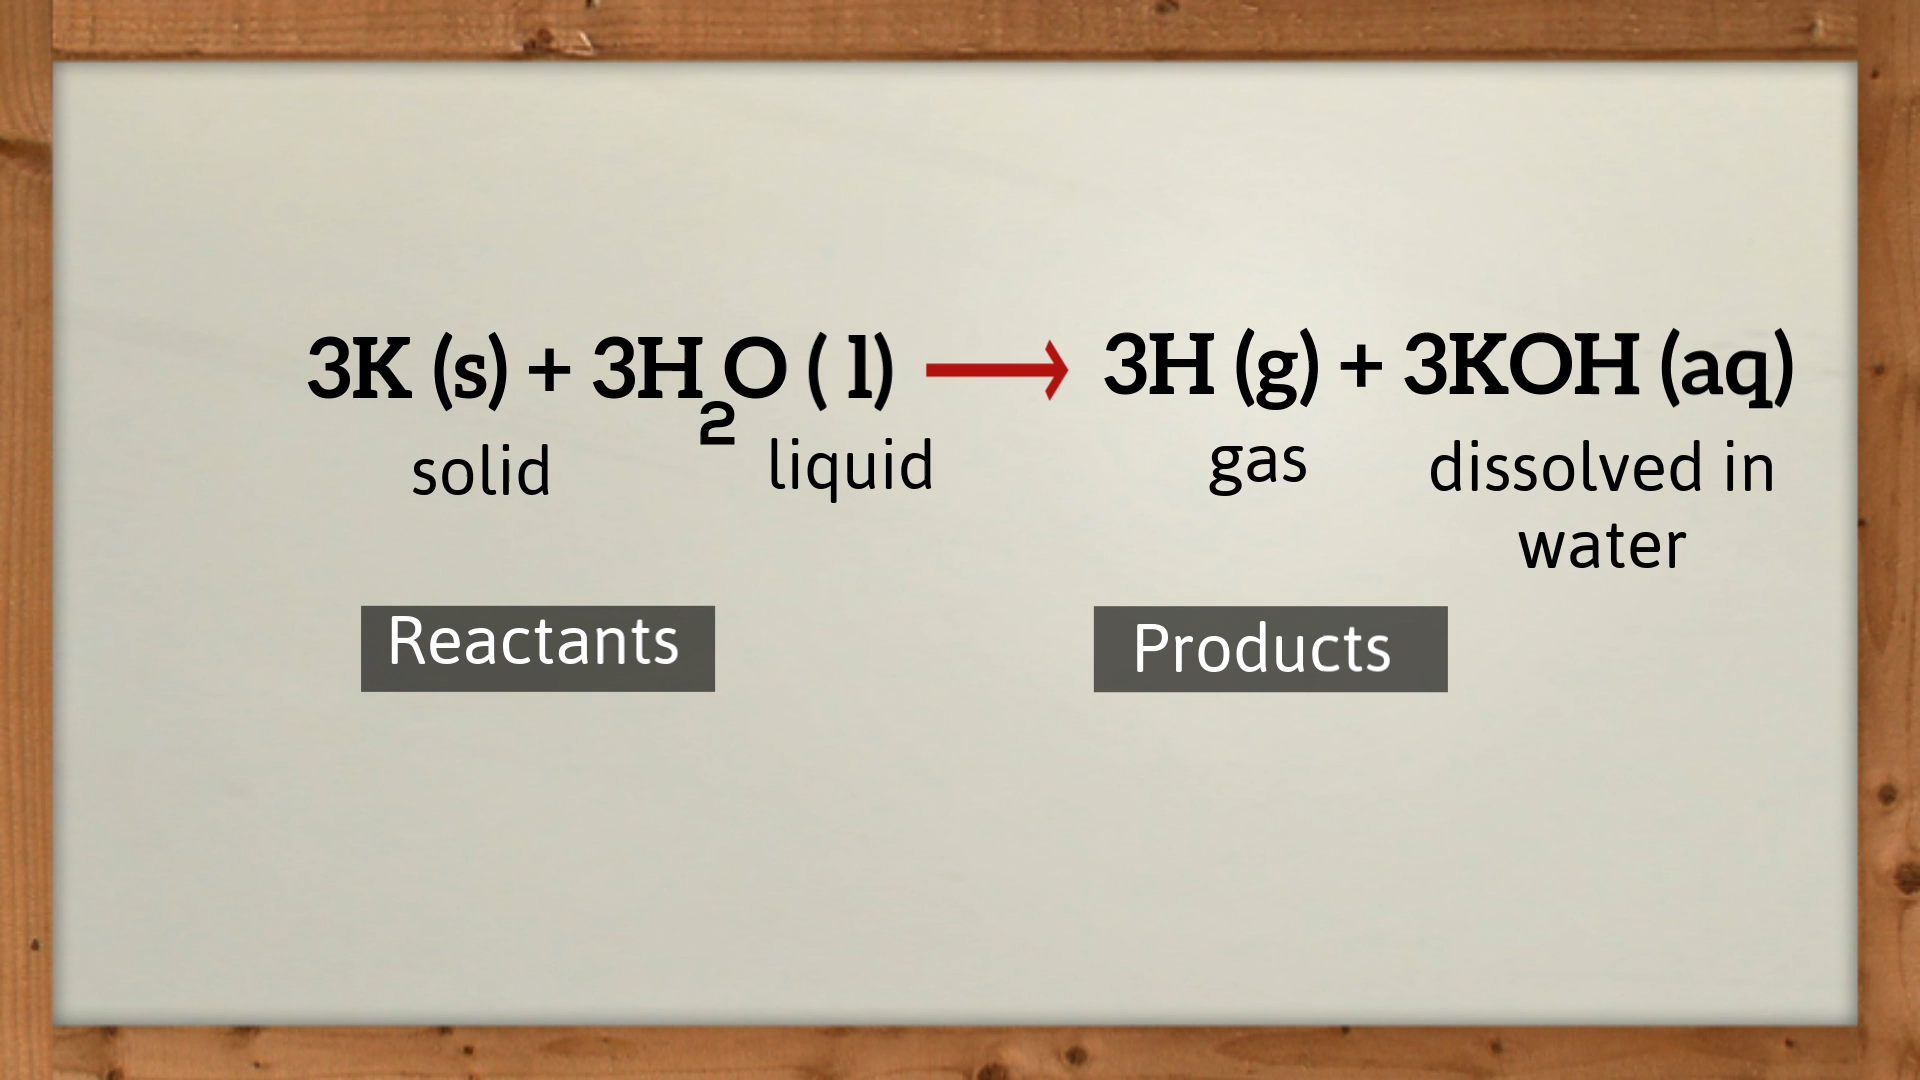 3K (s) + 3H₂O ( l) ⟶ 3H (g) + 3KOH (aq)
solid liquid gas dissolved in
water
Reactants Products